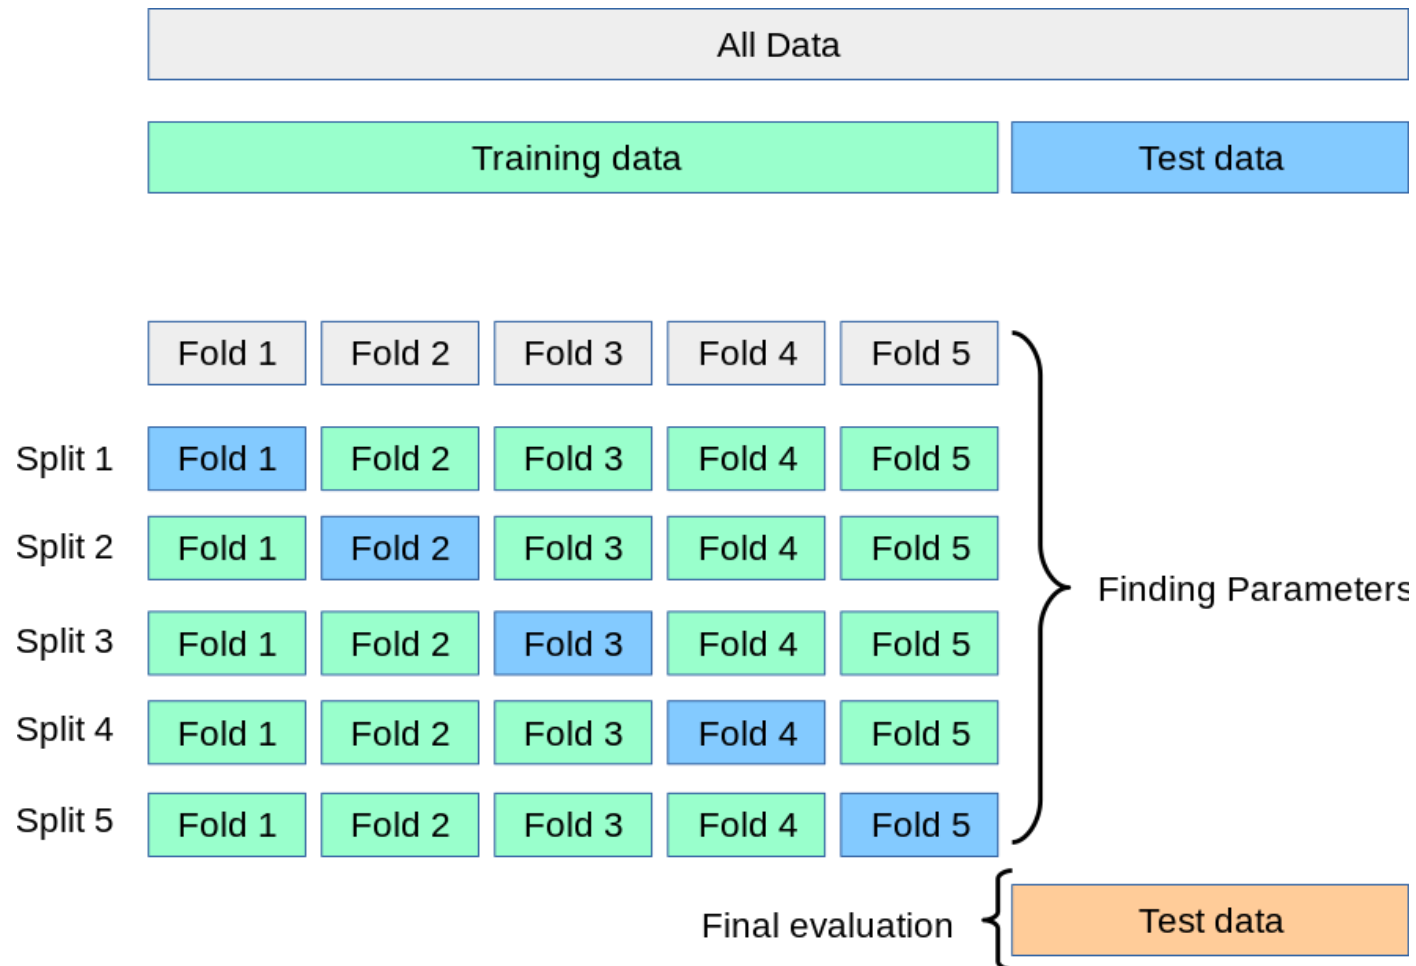 All Data
Training data Test data
Fold 1 Fold 2 Fold 3 Fold 4 Fold 5
Split 1 Fold 1 Fold 2 Fold 3 Fold 4 Fold 5
Split 2 Fold 1 Fold 2 Fold 3 Fold 4 Fold 5
Finding Parameters
Split 3 Fold 1 Fold 2 Fold 3 Fold 4 Fold 5
Split 4 Fold 1 Fold 2 Fold 3 Fold 4 Fold 5
Split 5 Fold 1 Fold 2 Fold 3 Fold 4 Fold 5
Final evaluation Test data